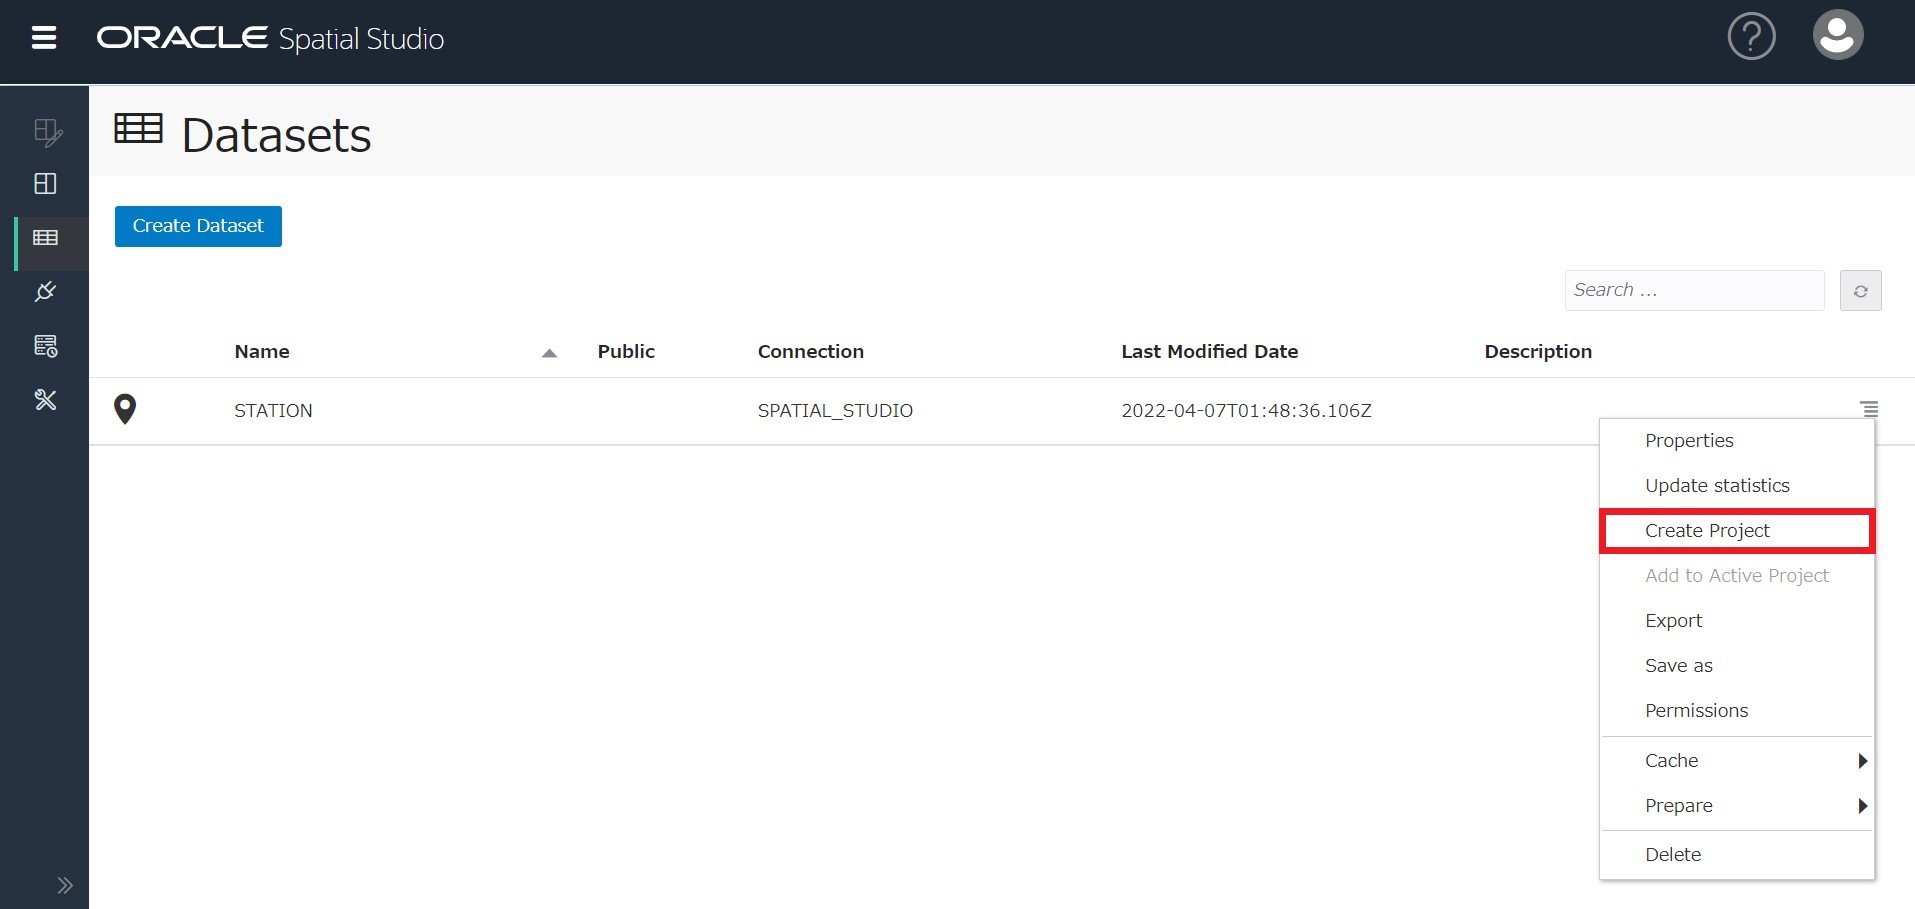 ORACLE Spatial Studio
?
Datasets
Create Dataset
Search ...
Name Public Connection Last Modified Date Description
STATION SPATIAL_STUDIO 2022-04-07T01:48:36.106Z
Properties
Update statistics
Create Project
Add to Active Project
Export
Save as
Permissions
Cache
Prepare
Delete